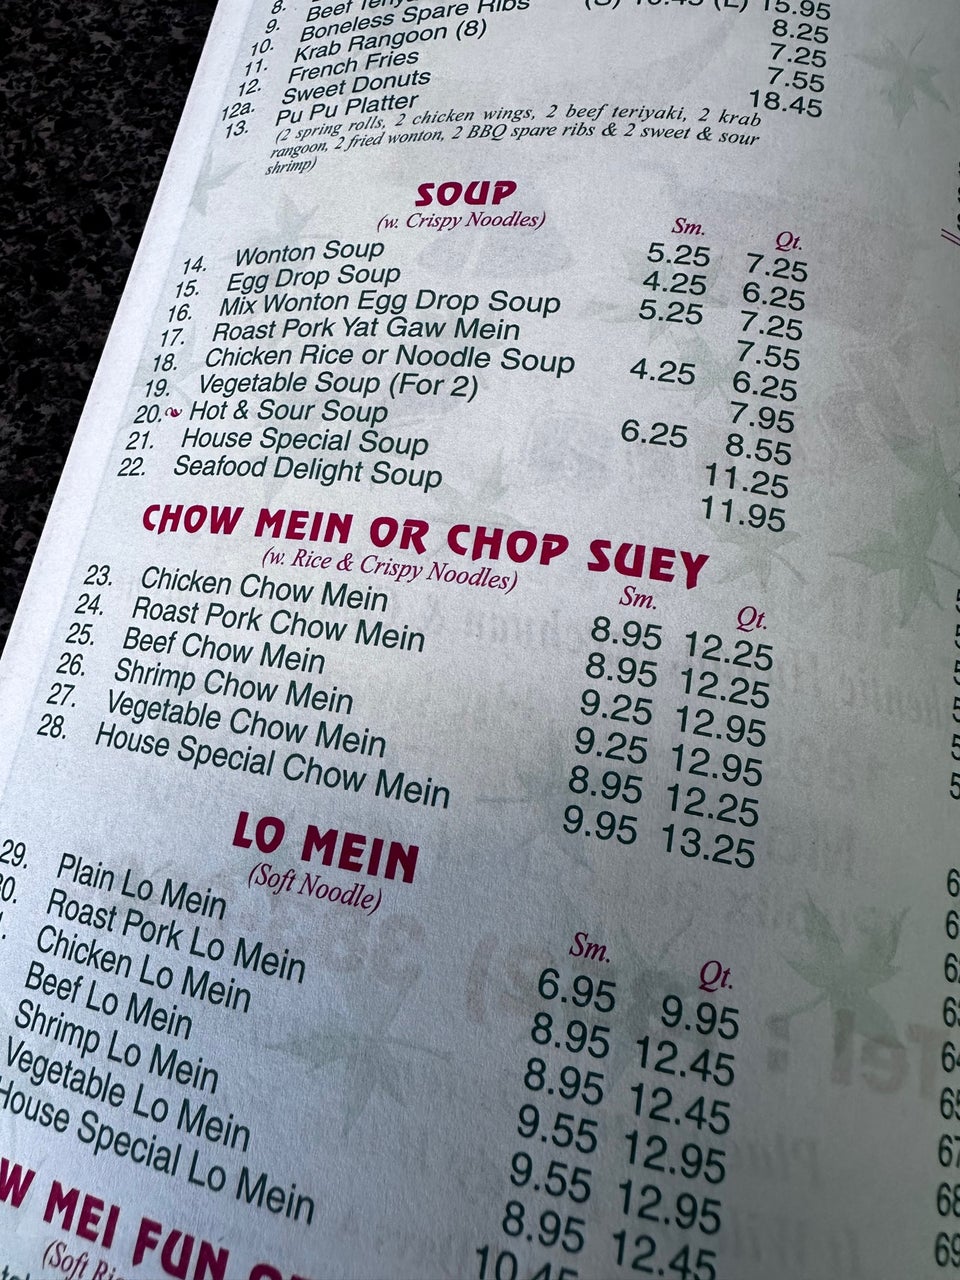 8. Beef
9. Boneless Spare Ribs (S) 10.45 (L) 15.95
10. Krab Rangoon (8) 8.25
11. French Fries 7.25
12. Sweet Donuts 7.55
12a. Pu Pu Platter 18.45
13.
(2 spring rolls, 2 chicken wings, 2 beef teriyaki, 2 krab
rangoon, 2 fried wonton, 2 BBQ spare ribs & 2 sweet & sour
shrimp)
SOUP
(w. Crispy Noodles)
Sm. Qt.
14. Wonton Soup 5.25 7.25
15. Egg Drop Soup 4.25 6.25
16. Mix Wonton Egg Drop Soup 5.25 7.25
17. Roast Pork Yat Gaw Mein 7.55
18. Chicken Rice or Noodle Soup 4.25 6.25
19. Vegetable Soup (For 2) 7.95
20. Hot & Sour Soup 6.25 8.55
21. House Special Soup 11.25
22. Seafood Delight Soup 11.95
CHOW MEIN OR CHOP SUEY
(w. Rice & Crispy Noodles)
Sm. Qt.
23. Chicken Chow Mein 8.95 12.25
24. Roast Pork Chow Mein 8.95 12.25
25. Beef Chow Mein 9.25 12.95
26. Shrimp Chow Mein 9.25 12.95
27. Vegetable Chow Mein 8.95 12.25
28. House Special Chow Mein 9.95 13.25
LO MEIN
(Soft Noodle)
Sm. Qt.
29. Plain Lo Mein 6.95 9.95
Roast Pork Lo Mein 8.95 12.45
Chicken Lo Mein 8.95 12.45
Beef Lo Mein 9.55 12.95
Shrimp Lo Mein 9.55 12.95
Vegetable Lo Mein 8.95 12.45
House Special Lo Mein 10.45
MEI FUN
(Soft